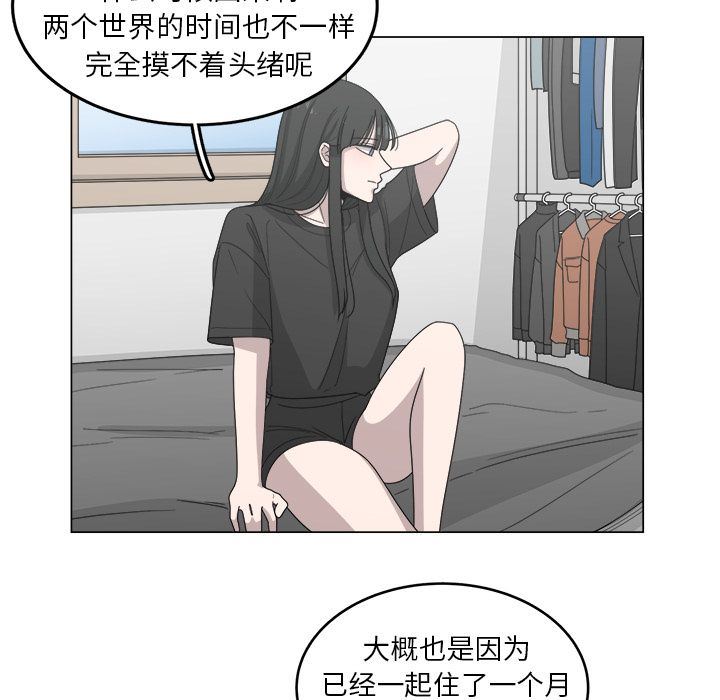 两个世界的时间也不一样
完全摸不着头绪呢
大概也是因为
已经一起住了一个月